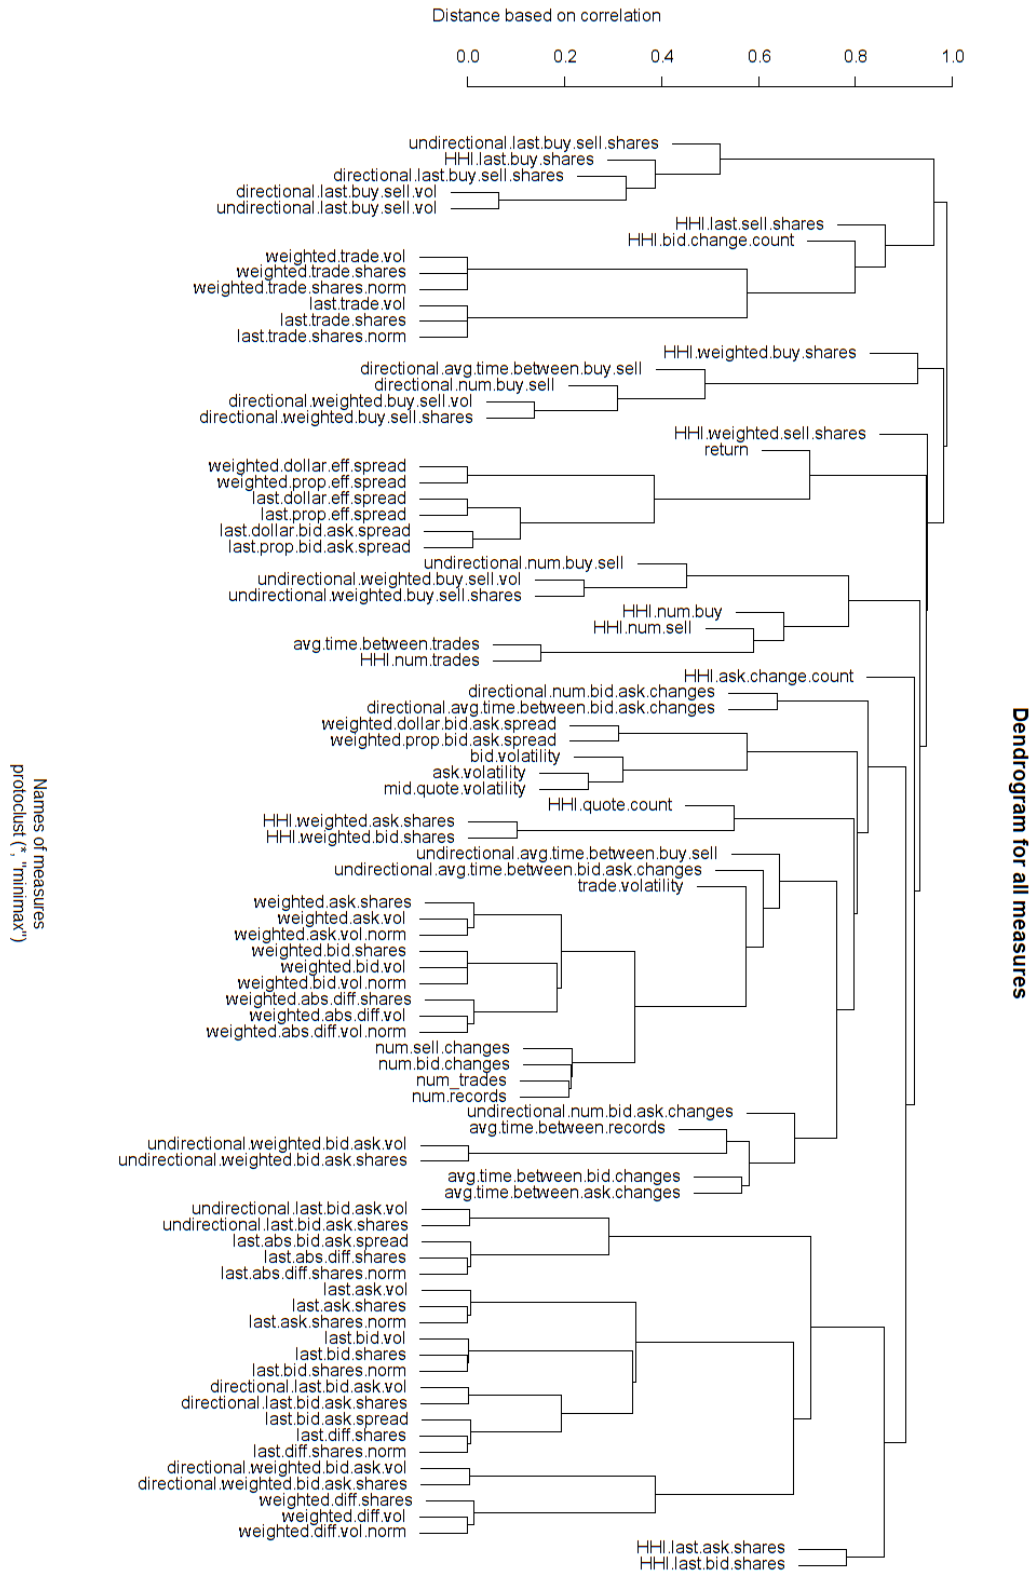 Distance based on correlation
0.0 0.2 0.4 0.6 0.8 1.0
undirectional.last.buy.sell.shares
HHI.last.buy.shares
directional.last.buy.sell.shares
directional.last.buy.sell.vol
undirectional.last.buy.sell.vol
HHI.last.sell.shares
HHI.bid.change.count
weighted.trade.vol
weighted.trade.shares
weighted.trade.shares.norm
last.trade.vol
last.trade.shares
last.trade.shares.norm
HHI.weighted.buy.shares
directional.avg.time.between.buy.sell
directional.num.buy.sell
directional.weighted.buy.sell.vol
directional.weighted.buy.sell.shares
HHI.weighted.sell.shares
return
weighted.dollar.eff.spread
weighted.prop.eff.spread
last.dollar.eff.spread
last.prop.eff.spread
last.dollar.bid.ask.spread
last.prop.bid.ask.spread
undirectional.num.buy.sell
undirectional.weighted.buy.sell.vol
undirectional.weighted.buy.sell.shares
HHI.num.buy
HHI.num.sell
avg.time.between.trades
HHI.num.trades
HHI.ask.change.count
directional.num.bid.ask.changes
directional.avg.time.between.bid.ask.changes
weighted.dollar.bid.ask.spread
weighted.prop.bid.ask.spread
bid.volatility
ask.volatility
mid.quote.volatility
HHI.quote.count
HHI.weighted.ask.shares
HHI.weighted.bid.shares
undirectional.avg.time.between.buy.sell
undirectional.avg.time.between.bid.ask.changes
trade.volatility
weighted.ask.shares
weighted.ask.vol
weighted.ask.vol.norm
weighted.bid.shares
weighted.bid.vol
weighted.bid.vol.norm
weighted.abs.diff.shares
weighted.abs.diff.vol
weighted.abs.diff.vol.norm
num.sell.changes
num.bid.changes
num_trades
num.records
undirectional.num.bid.ask.changes
avg.time.between.records
undirectional.weighted.bid.ask.vol
undirectional.weighted.bid.ask.shares
avg.time.between.bid.changes
avg.time.between.ask.changes
undirectional.last.bid.ask.vol
undirectional.last.bid.ask.shares
last.abs.bid.ask.spread
last.abs.diff.shares
last.abs.diff.shares.norm
last.ask.vol
last.ask.shares
last.ask.shares.norm
last.bid.vol
last.bid.shares
last.bid.shares.norm
directional.last.bid.ask.vol
directional.last.bid.ask.shares
last.bid.ask.spread
last.diff.shares
last.diff.shares.norm
directional.weighted.bid.ask.vol
directional.weighted.bid.ask.shares
weighted.diff.shares
weighted.diff.vol
weighted.diff.vol.norm
HHI.last.ask.shares
HHI.last.bid.shares
Dendrogram for all measures
Names of measures
protoclust (*, "minimax")